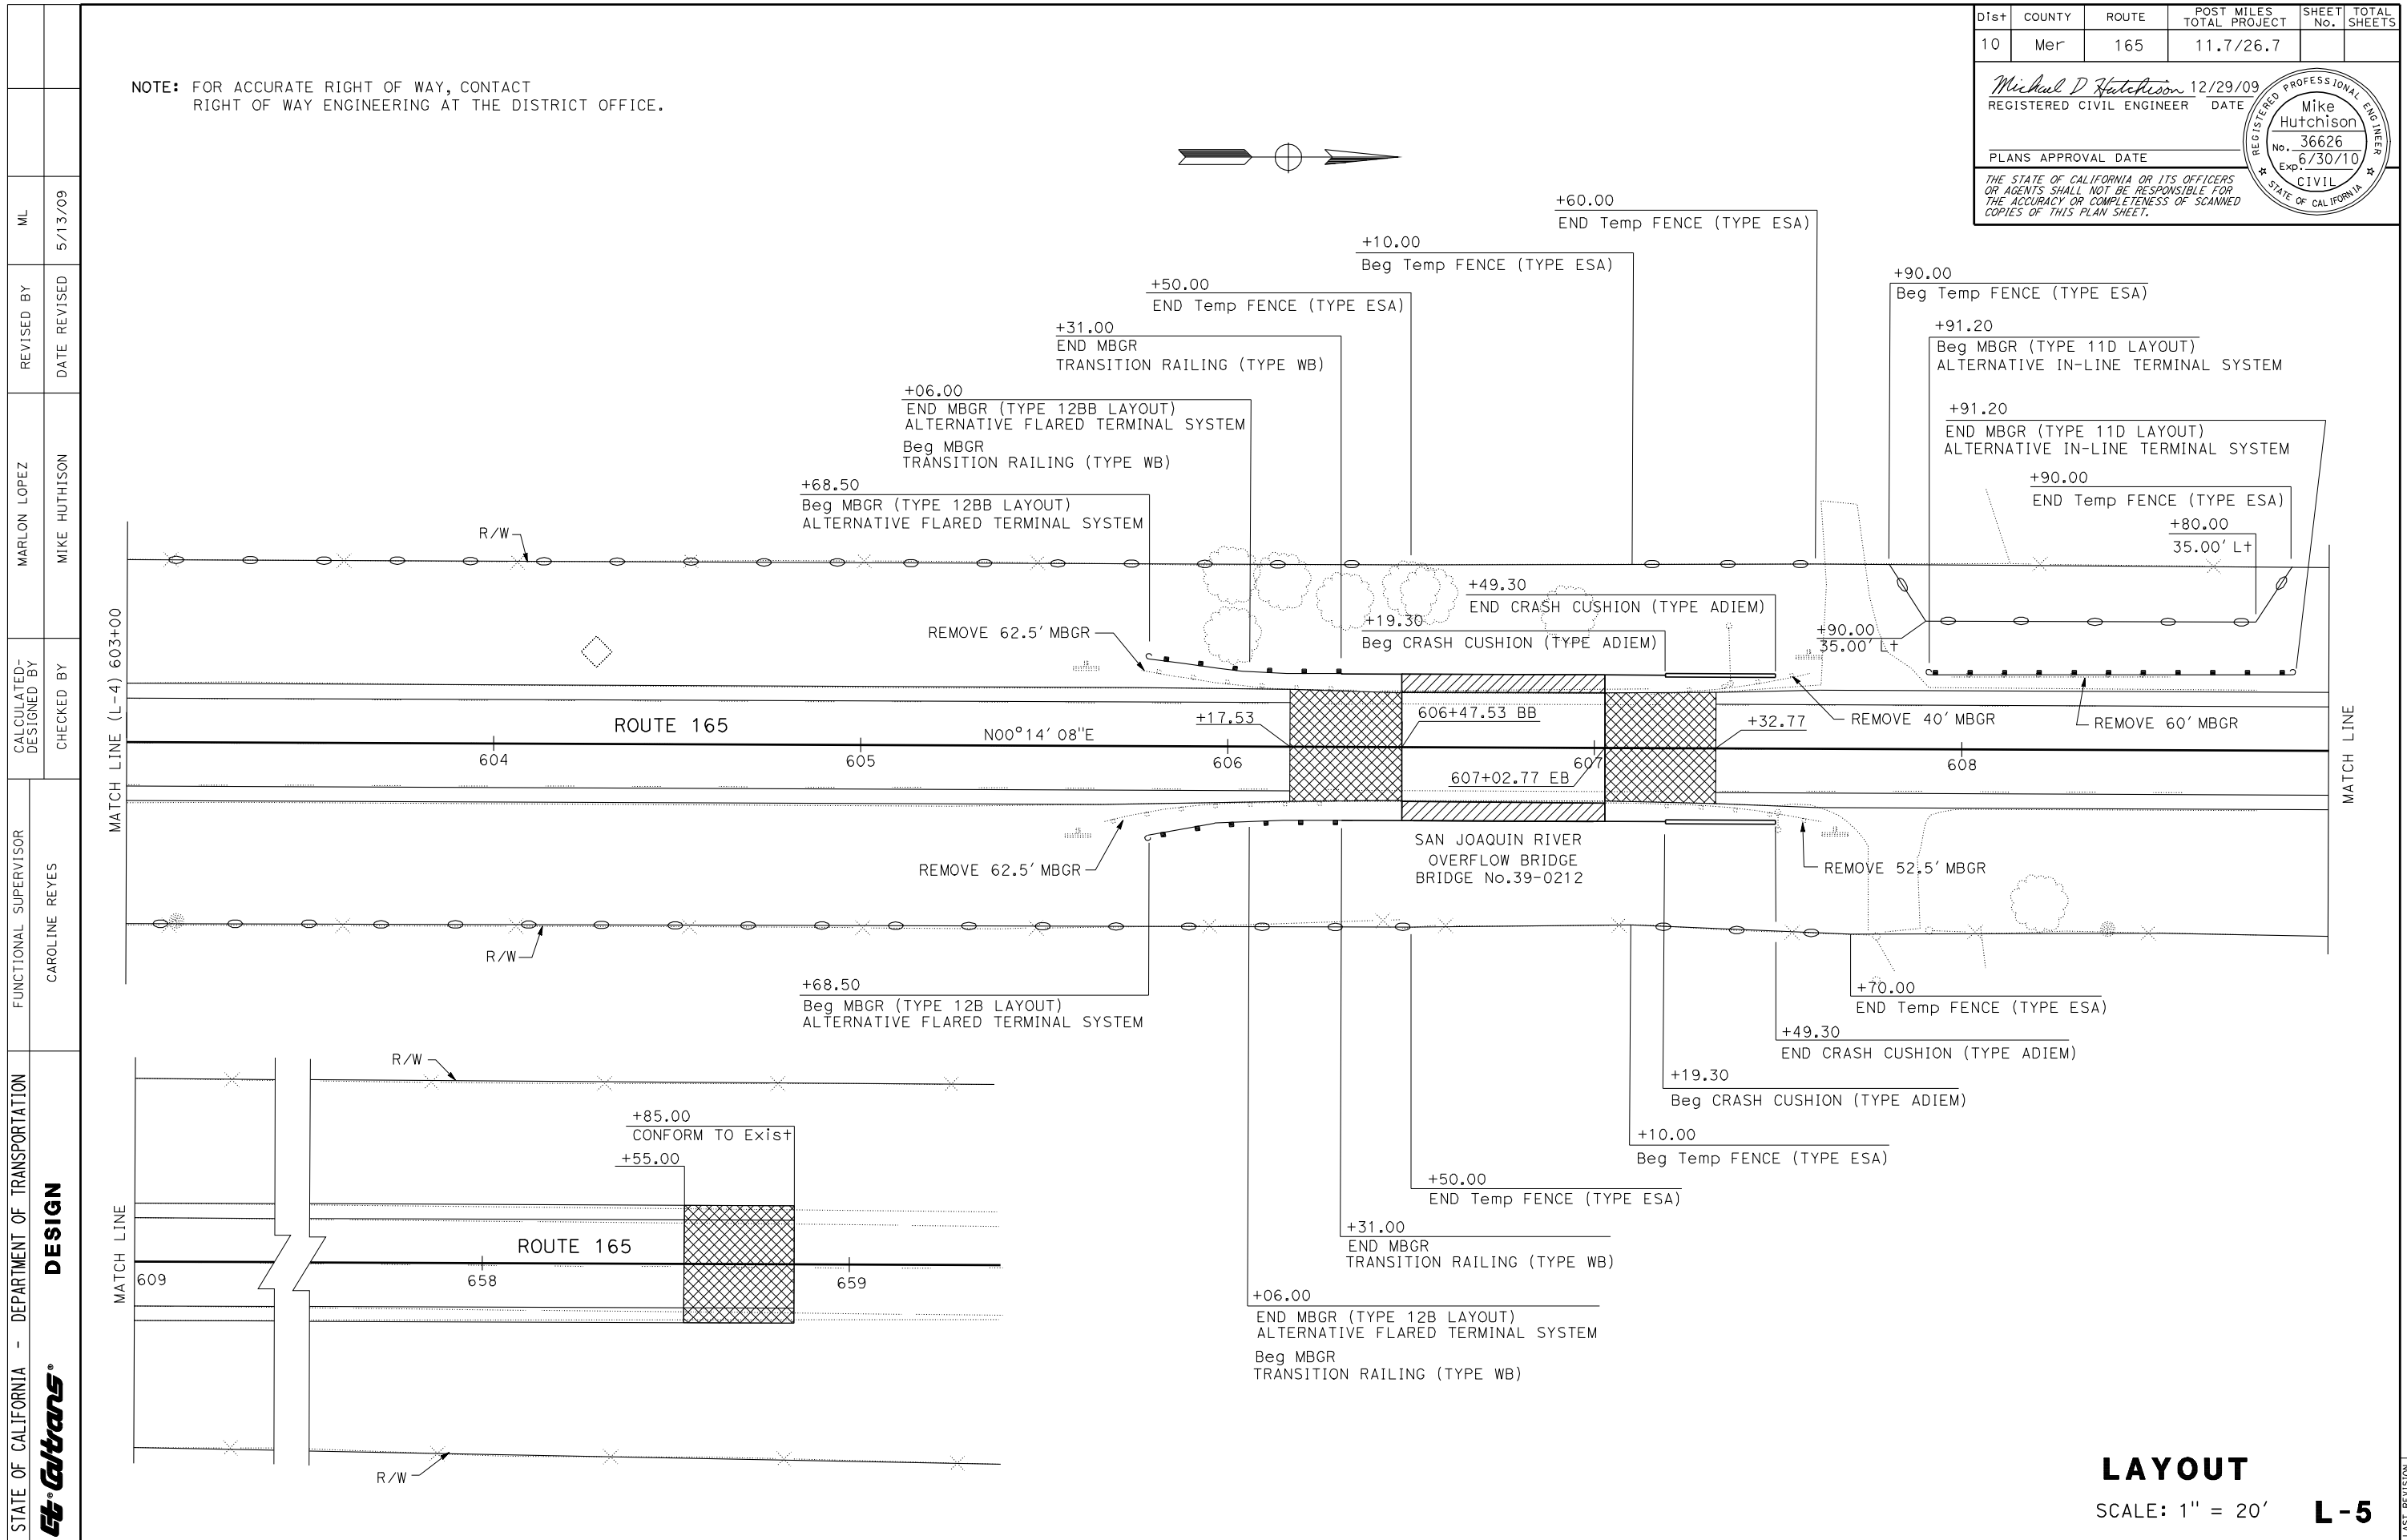 Dist COUNTY ROUTE POST MILES TOTAL PROJECT SHEET No. TOTAL SHEETS
10 Mer 165 11.7/26.7
Michael D Hutchison 12/29/09
REGISTERED CIVIL ENGINEER DATE
PLANS APPROVAL DATE
THE STATE OF CALIFORNIA OR ITS OFFICERS
OR AGENTS SHALL NOT BE RESPONSIBLE FOR
THE ACCURACY OR COMPLETENESS OF SCANNED
COPIES OF THIS PLAN SHEET.
REGISTERED PROFESSIONAL ENGINEER
Mike
Hutchison
No. 36626
Exp. 6/30/10
CIVIL
STATE OF CALIFORNIA
NOTE: FOR ACCURATE RIGHT OF WAY, CONTACT
RIGHT OF WAY ENGINEERING AT THE DISTRICT OFFICE.
+60.00
END Temp FENCE (TYPE ESA)
+10.00
Beg Temp FENCE (TYPE ESA)
+50.00
END Temp FENCE (TYPE ESA)
+31.00
END MBGR
TRANSITION RAILING (TYPE WB)
+06.00
END MBGR (TYPE 12BB LAYOUT)
ALTERNATIVE FLARED TERMINAL SYSTEM
Beg MBGR
TRANSITION RAILING (TYPE WB)
+68.50
Beg MBGR (TYPE 12BB LAYOUT)
ALTERNATIVE FLARED TERMINAL SYSTEM
+90.00
Beg Temp FENCE (TYPE ESA)
+91.20
Beg MBGR (TYPE 11D LAYOUT)
ALTERNATIVE IN-LINE TERMINAL SYSTEM
+91.20
END MBGR (TYPE 11D LAYOUT)
ALTERNATIVE IN-LINE TERMINAL SYSTEM
+90.00
END Temp FENCE (TYPE ESA)
+80.00
35.00' Lt
R/W
+49.30
END CRASH CUSHION (TYPE ADIEM)
+19.30
Beg CRASH CUSHION (TYPE ADIEM)
+90.00
35.00' Lt
REMOVE 62.5' MBGR
MATCH LINE (L-4) 603+00
ROUTE 165
N00°14' 08"E
+17.53
606+47.53 BB
+32.77
REMOVE 40' MBGR
REMOVE 60' MBGR
604
605
606
607
608
607+02.77 EB
MATCH LINE
REMOVE 62.5' MBGR
SAN JOAQUIN RIVER
OVERFLOW BRIDGE
BRIDGE No.39-0212
REMOVE 52.5' MBGR
R/W
+68.50
Beg MBGR (TYPE 12B LAYOUT)
ALTERNATIVE FLARED TERMINAL SYSTEM
+70.00
END Temp FENCE (TYPE ESA)
+49.30
END CRASH CUSHION (TYPE ADIEM)
+19.30
Beg CRASH CUSHION (TYPE ADIEM)
+10.00
Beg Temp FENCE (TYPE ESA)
+50.00
END Temp FENCE (TYPE ESA)
+31.00
END MBGR
TRANSITION RAILING (TYPE WB)
+06.00
END MBGR (TYPE 12B LAYOUT)
ALTERNATIVE FLARED TERMINAL SYSTEM
Beg MBGR
TRANSITION RAILING (TYPE WB)
R/W
+85.00
CONFORM TO Exist
+55.00
MATCH LINE
ROUTE 165
609
658
659
R/W
LAYOUT
SCALE: 1" = 20'
L-5
LAST REVISION
STATE OF CALIFORNIA - DEPARTMENT OF TRANSPORTATION
Caltrans
DESIGN
FUNCTIONAL SUPERVISOR
CAROLINE REYES
CALCULATED-
DESIGNED BY
CHECKED BY
MARLON LOPEZ
MIKE HUTHISON
REVISED BY
DATE REVISED
ML
5/13/09